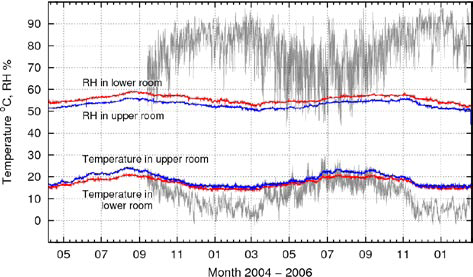 90
80
70
60
50
40
30
20
10
0
Temperature °C, RH %
RH in lower room
RH in upper room
Temperature in upper room
Temperature in
lower room
05 07 09 11 01 03 05 07 09 11 01
Month 2004 – 2006